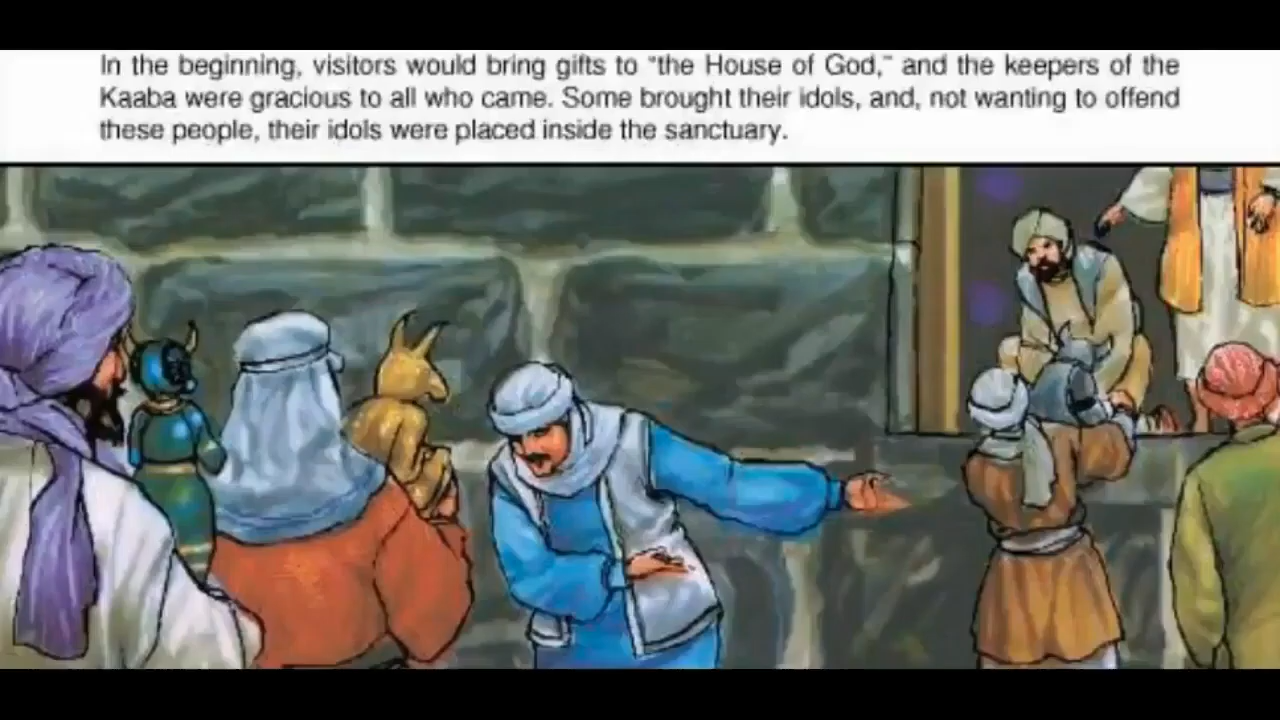 In the beginning, visitors would bring gifts to "the House of God," and the keepers of the
Kaaba were gracious to all who came. Some brought their idols, and, not wanting to offend
these people, their idols were placed inside the sanctuary.